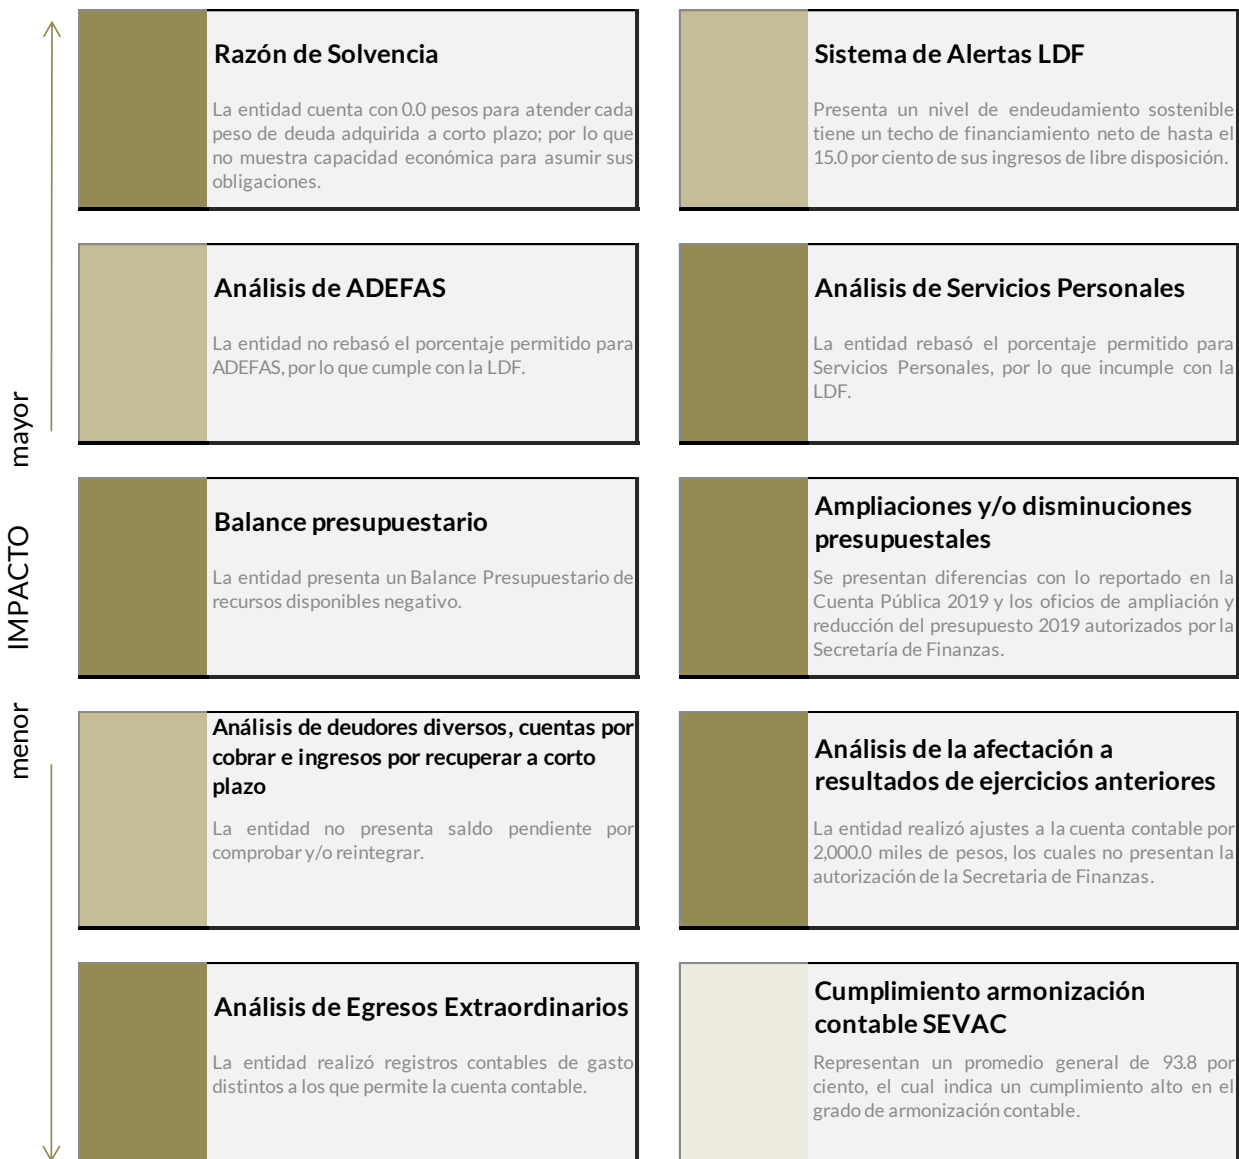 Razón de Solvencia
La entidad cuenta con 0.0 pesos para atender cada
peso de deuda adquirida a corto plazo; por lo que
no muestra capacidad económica para asumir sus
obligaciones.
Sistema de Alertas LDF
Presenta un nivel de endeudamiento sostenible
tiene un techo de financiamiento neto de hasta el
15.0 por ciento de sus ingresos de libre disposición.
Análisis de ADEFAS
La entidad no rebasó el porcentaje permitido para
ADEFAS, por lo que cumple con la LDF.
Análisis de Servicios Personales
La entidad rebasó el porcentaje permitido para
Servicios Personales, por lo que incumple con la
LDF.
mayor
IMPACTO
menor
Balance presupuestario
La entidad presenta un Balance Presupuestario de
recursos disponibles negativo.
Ampliaciones y/o disminuciones
presupuestales
Se presentan diferencias con lo reportado en la
Cuenta Pública 2019 y los oficios de ampliación y
reducción del presupuesto 2019 autorizados por la
Secretaría de Finanzas.
Análisis de deudores diversos, cuentas por
cobrar e ingresos por recuperar a corto
plazo
La entidad no presenta saldo pendiente por
comprobar y/o reintegrar.
Análisis de la afectación a
resultados de ejercicios anteriores
La entidad realizó ajustes a la cuenta contable por
2,000.0 miles de pesos, los cuales no presentan la
autorización de la Secretaria de Finanzas.
Análisis de Egresos Extraordinarios
La entidad realizó registros contables de gasto
distintos a los que permite la cuenta contable.
Cumplimiento armonización
contable SEVAC
Representan un promedio general de 93.8 por
ciento, el cual indica un cumplimiento alto en el
grado de armonización contable.